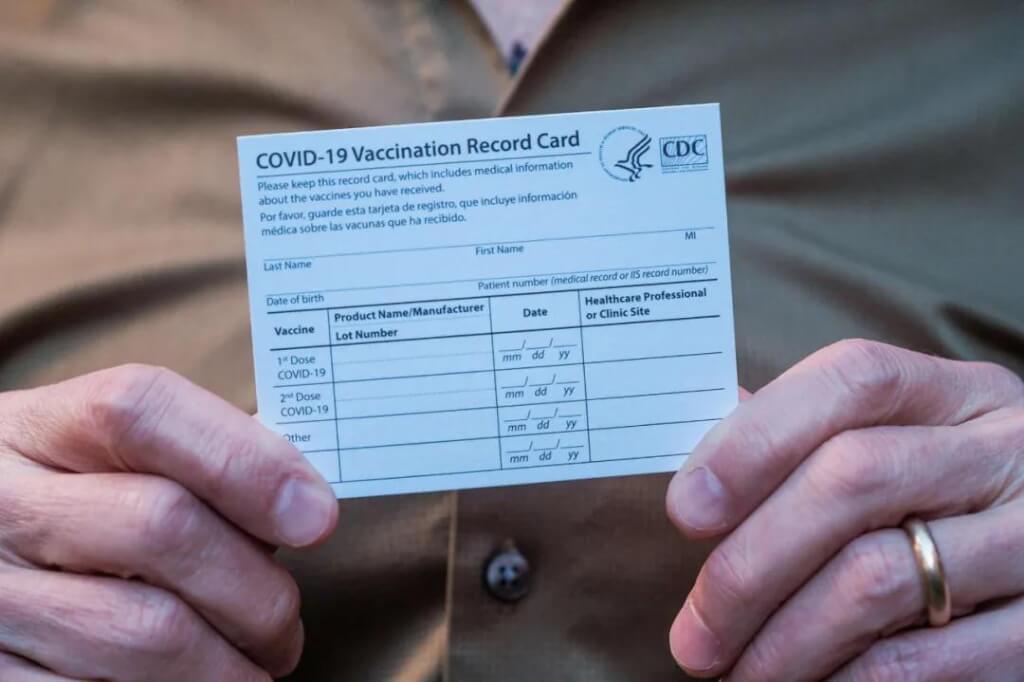 COVID-19 Vaccination Record Card
CDC
Please keep this record card, which includes medical information
about the vaccines you have received.
Por favor, guarde esta tarjeta de registro, que incluye información
médica sobre las vacunas que ha recibido.
Last Name First Name MI
Date of birth Patient number (medical record or IIS record number)
Vaccine Product Name/Manufacturer Date Healthcare Professional
Lot Number or Clinic Site
1st Dose
COVID-19
mm dd yy
2nd Dose
COVID-19
mm dd yy
Other
mm dd yy
mm dd yy